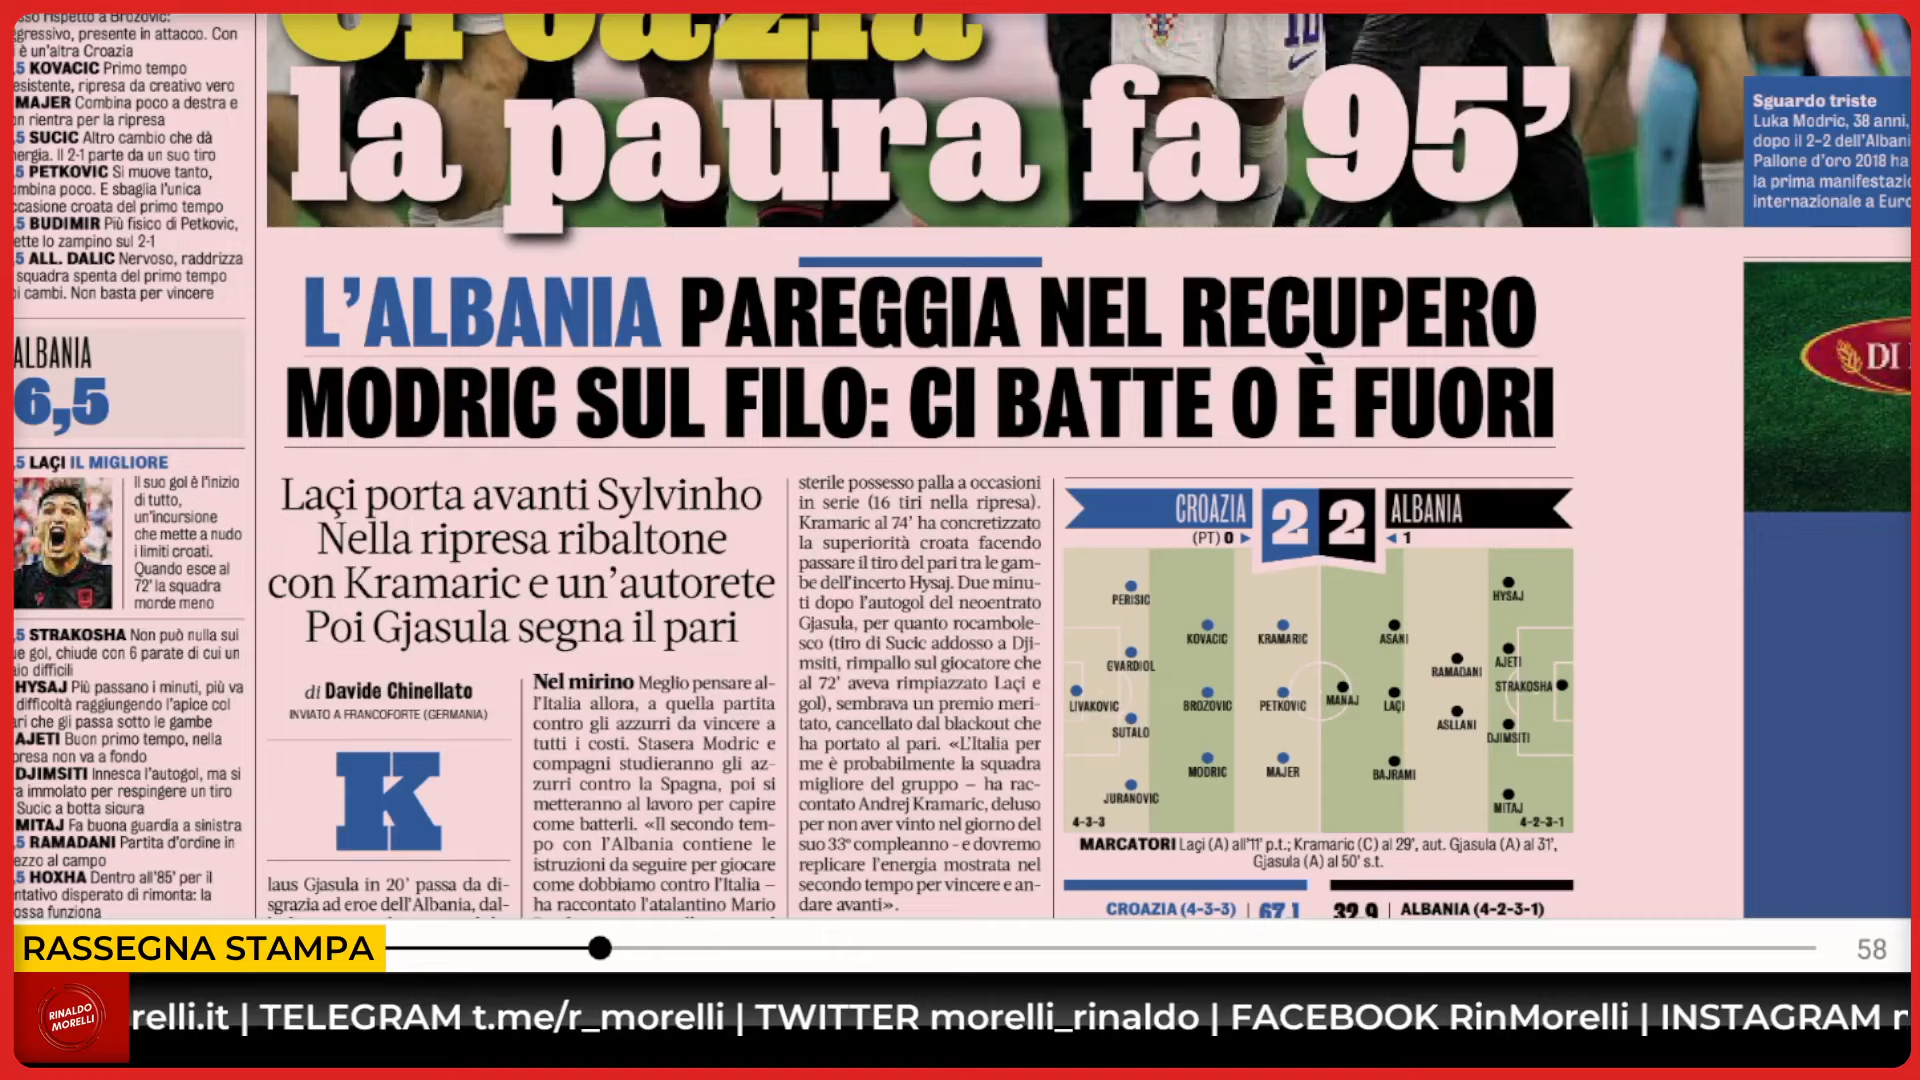 sso rispetto a Brozovic:
ggressivo, presente in attacco. Con
i è un'altra Croazia
5 KOVACIC Primo tempo
esistente, ripresa da creativo vero
MAJER Combina poco a destra e
n rientra per la ripresa
5 SUCIC Altro cambio che dà
nergia. Il 2-1 parte da un suo tiro
5 PETKOVIC Si muove tanto,
ombina poco. E sbaglia l'unica
ccasione croata del primo tempo
5 BUDIMIR Più fisico di Petkovic,
ette lo zampino sul 2-1
5 ALL. DALIC Nervoso, raddrizza
squadra spenta del primo tempo
i cambi. Non basta per vincere
ALBANIA
6,5
5 LAÇI IL MIGLIORE
Il suo gol è l'inizio
di tutto,
un'incursione
che mette a nudo
i limiti croati.
Quando esce al
72' la squadra
morde meno
5 STRAKOSHA Non può nulla sui
ue gol, chiude con 6 parate di cui un
aio difficili
HYSAJ Più passano i minuti, più va
difficoltà raggiungendo l'apice col
ari che gli passa sotto le gambe
AJETI Buon primo tempo, nella
presa non va a fondo
DJIMSITI Innesca l'autogol, ma si
a immolato per respingere un tiro
Sucic a botta sicura
MITAJ Fa buona guardia a sinistra
5 RAMADANI Partita d'ordine in
ezzo al campo
5 HOXHA Dentro all'85' per il
ntativo disperato di rimonta: la
ossa funziona
Croazia
la paura fa 95'
Sguardo triste
Luka Modric, 38 anni,
dopo il 2-2 dell'Albani
Pallone d'oro 2018 ha
la prima manifestazio
internazionale a Euro
L'ALBANIA PAREGGIA NEL RECUPERO
MODRIC SUL FILO: CI BATTE O È FUORI
Laçi porta avanti Sylvinho
Nella ripresa ribaltone
con Kramaric e un'autorete
Poi Gjasula segna il pari
di Davide Chinellato
INVIATO A FRANCOFORTE (GERMANIA)
K
laus Gjasula in 20' passa da di-
sgrazia ad eroe dell'Albania, dal-
Nel mirino Meglio pensare al-
l'Italia allora, a quella partita
contro gli azzurri da vincere a
tutti i costi. Stasera Modric e
compagni studieranno gli az-
zurri contro la Spagna, poi si
metteranno al lavoro per capire
come batterli. «Il secondo tem-
po con l'Albania contiene le
istruzioni da seguire per giocare
come dobbiamo contro l'Italia –
ha raccontato l'atalantino Mario
sterile possesso palla a occasioni
in serie (16 tiri nella ripresa).
Kramaric al 74' ha concretizzato
la superiorità croata facendo
passare il tiro del pari tra le gam-
be dell'incerto Hysaj. Due minu-
ti dopo l'autogol del neoentrato
Gjasula, per quanto rocambole-
sco (tiro di Sucic addosso a Dji-
msiti, rimpallo sul giocatore che
al 72' aveva rimpiazzato Laçi e
gol), sembrava un premio meri-
tato, cancellato dal blackout che
ha portato al pari. «L'Italia per
me è probabilmente la squadra
migliore del gruppo – ha rac-
contato Andrej Kramaric, deluso
per non aver vinto nel giorno del
suo 33º compleanno - e dovremo
replicare l'energia mostrata nel
secondo tempo per vincere e an-
dare avanti».
CROAZIA 2 2 ALBANIA
(PT) 0 1
PERISIC
GVARDIOL
LIVAKOVIC
SUTALO
JURANOVIC
KOVACIC
BROZOVIC
MODRIC
KRAMARIC
PETKOVIC
MAJER
MANAJ
ASANI
LAÇI
BAJRAMI
RAMADANI
ASLLANI
HYSAJ
AJETI
STRAKOSHA
DJIMSITI
MITAJ
4-3-3
4-2-3-1
MARCATORI Laçi (A) all'11' p.t.; Kramaric (C) al 29', aut. Gjasula (A) al 31',
Gjasula (A) al 50' s.t.
CROAZIA (4-3-3) | 67,1
32,9 | ALBANIA (4-2-3-1)
DI
RASSEGNA STAMPA
58
RINALDO
MORELLI
relli.it | TELEGRAM t.me/r_morelli | TWITTER morelli_rinaldo | FACEBOOK RinMorelli | INSTAGRAM